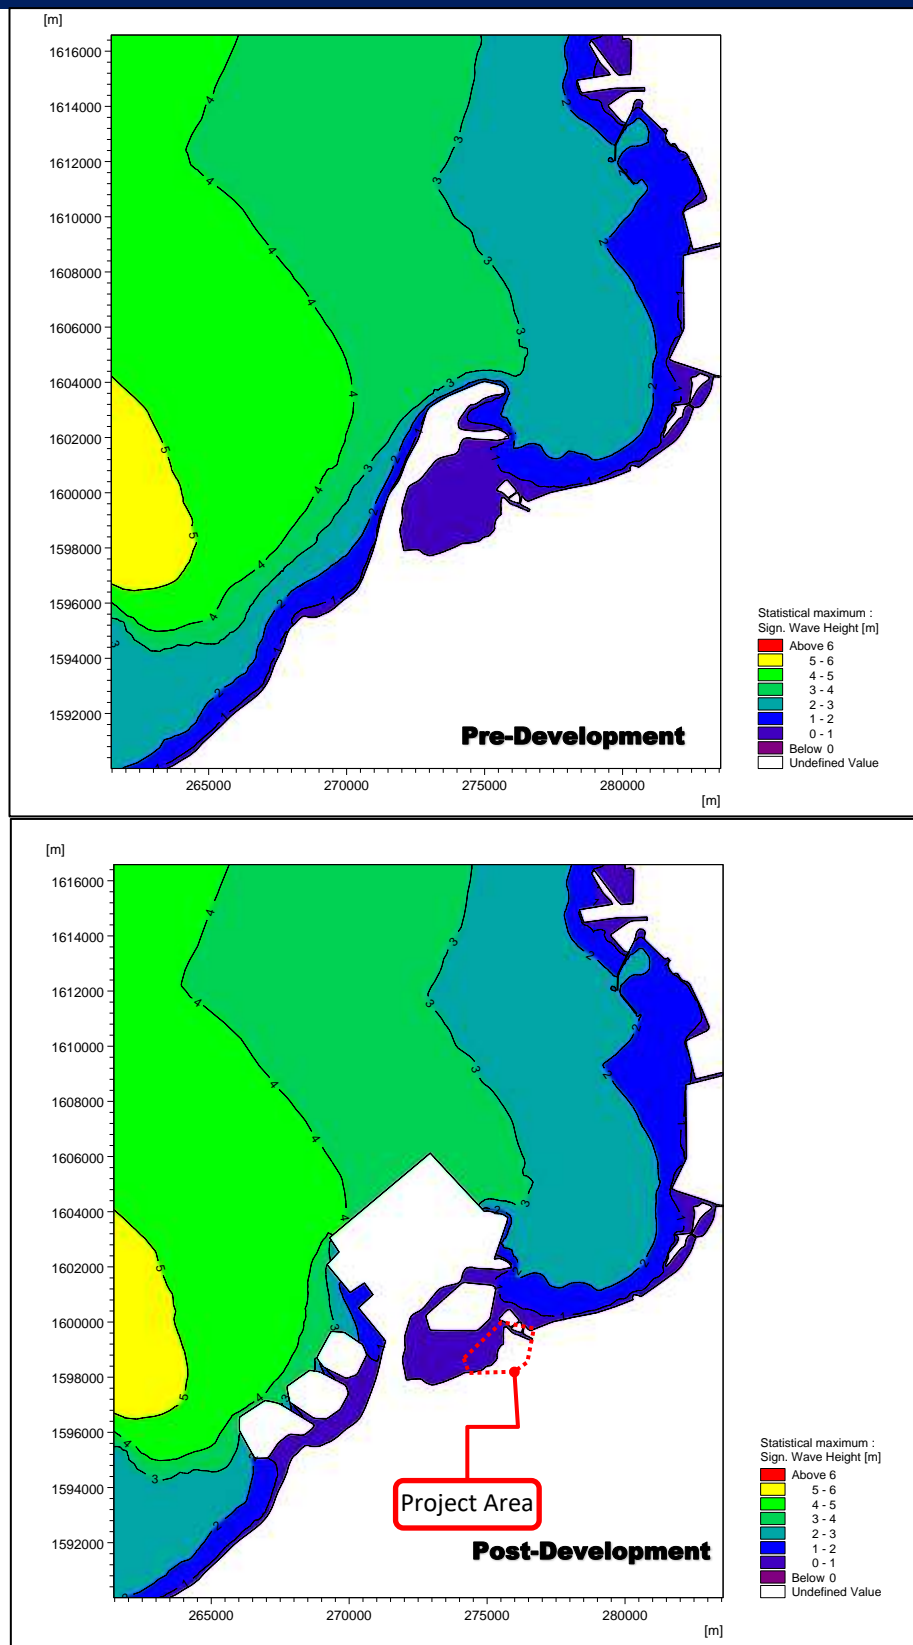 [m]
1616000
1614000
1612000
1610000
1608000
1606000
1604000
1602000
1600000
1598000
1596000
1594000
1592000
265000
270000
275000
280000
[m]
Statistical maximum :
Sign. Wave Height [m]
Above 6
5 - 6
4 - 5
3 - 4
2 - 3
1 - 2
0 - 1
Below 0
Undefined Value
Pre-Development
[m]
1616000
1614000
1612000
1610000
1608000
1606000
1604000
1602000
1600000
1598000
1596000
1594000
1592000
265000
270000
275000
280000
[m]
Project Area
Statistical maximum :
Sign. Wave Height [m]
Above 6
5 - 6
4 - 5
3 - 4
2 - 3
1 - 2
0 - 1
Below 0
Undefined Value
Post-Development